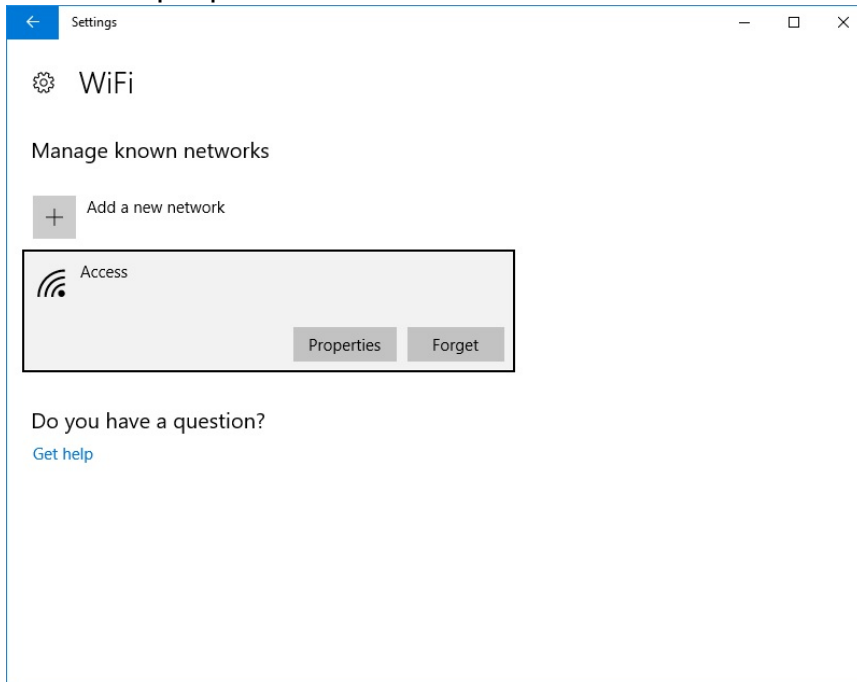 Settings
WiFi
Manage known networks
Add a new network
Access
Properties Forget
Do you have a question?
Get help